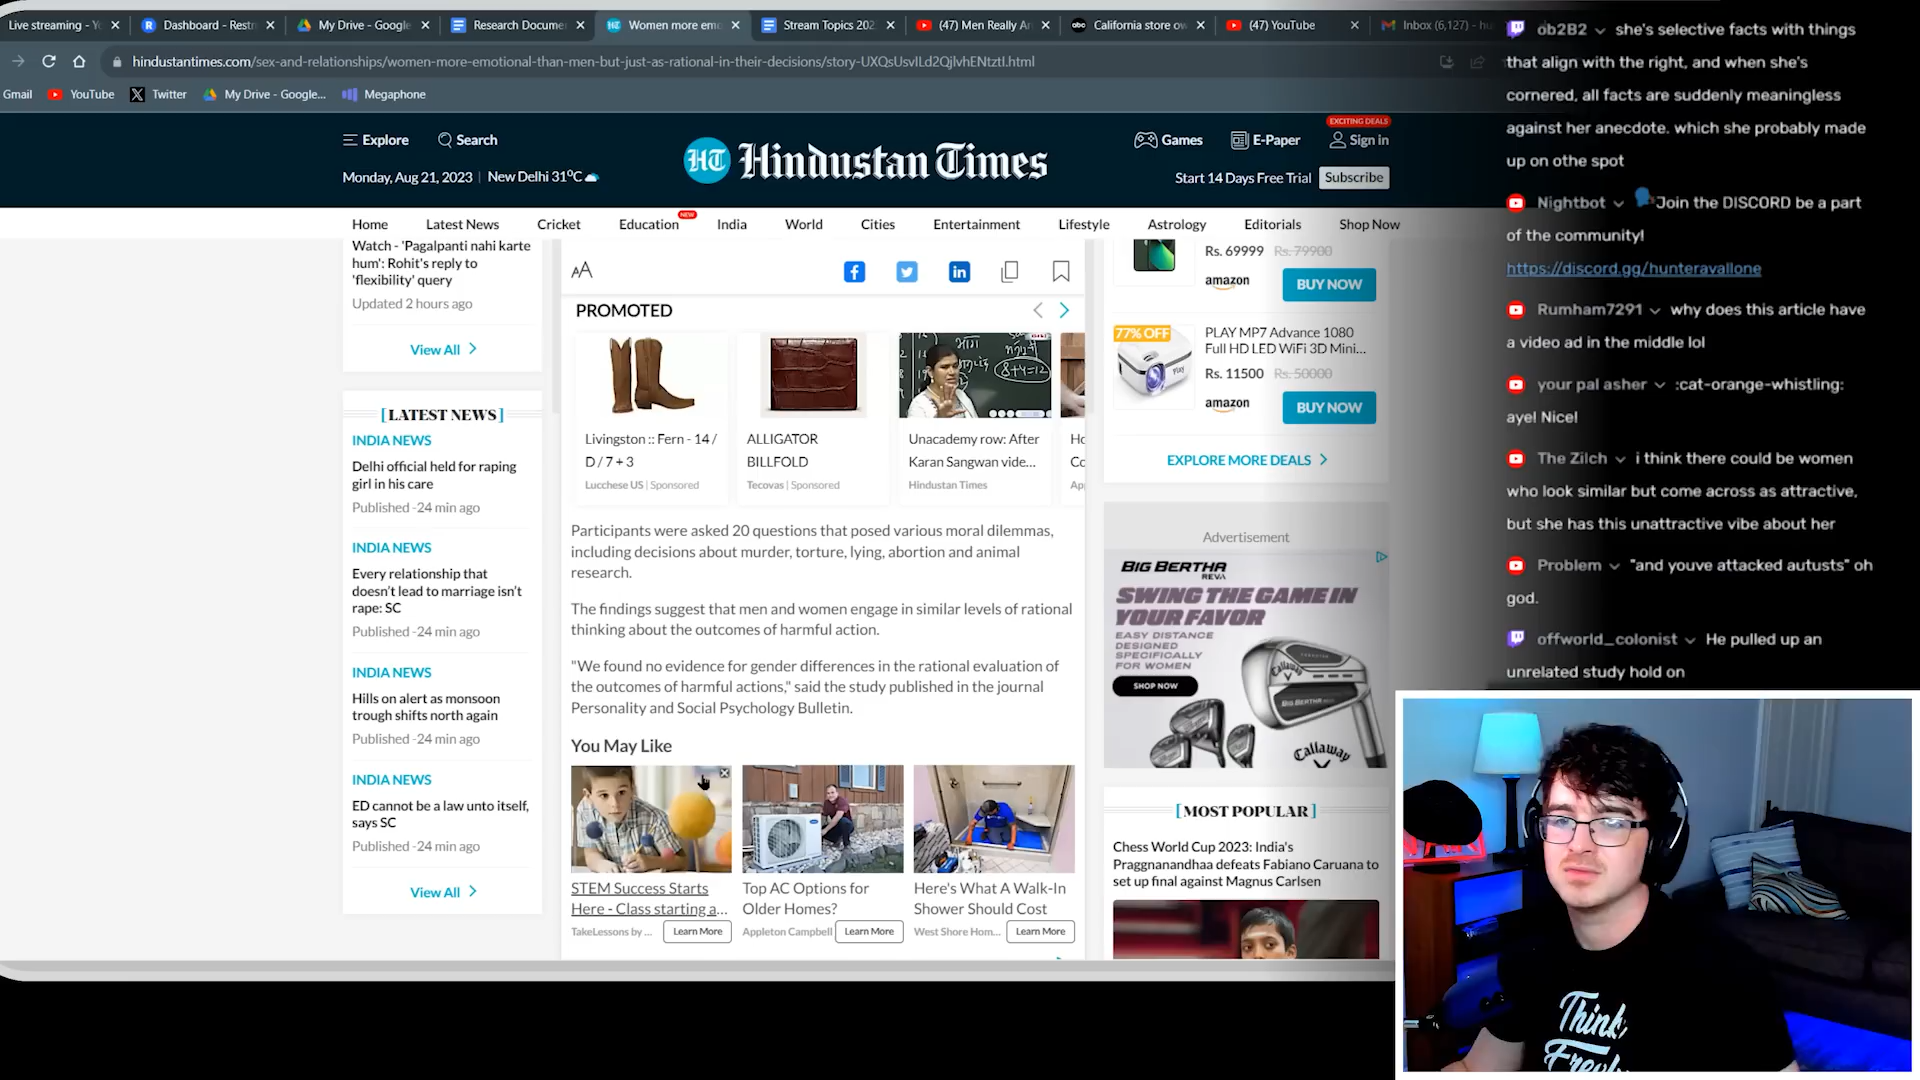 Live streaming - Y
Dashboard - Rest
My Drive - Google
Research Docume
Women more emo
Stream Topics 202
(47) Men Really Ar
California store ow
(47) YouTube
Inbox (6,127) - hu
hindustantimes.com/sex-and-relationships/women-more-emotional-than-men-but-just-as-rational-in-their-decisions/story-UXQsUsvILd2QjlvhENtztI.html
Gmail
YouTube
Twitter
My Drive - Google...
Megaphone
Explore
Search
HT Hindustan Times
Games
E-Paper
EXCITING DEALS
Sign in
Monday, Aug 21, 2023 | New Delhi 31°C
Start 14 Days Free Trial
Subscribe
Home
Latest News
Cricket
Education
NEW
India
World
Cities
Entertainment
Lifestyle
Astrology
Editorials
Shop Now
Watch - 'Pagalpanti nahi karte
hum': Rohit's reply to
'flexibility' query
Updated 2 hours ago
View All
[LATEST NEWS]
INDIA NEWS
Delhi official held for raping
girl in his care
Published -24 min ago
INDIA NEWS
Every relationship that
doesn't lead to marriage isn't
rape: SC
Published -24 min ago
INDIA NEWS
Hills on alert as monsoon
trough shifts north again
Published -24 min ago
INDIA NEWS
ED cannot be a law unto itself,
says SC
Published -24 min ago
View All
AA
PROMOTED
Livingston :: Fern - 14 /
D / 7 + 3
Lucchese US | Sponsored
ALLIGATOR
BILLFOLD
Tecovas | Sponsored
8+4=12
Unacademy row: After
Karan Sangwan vide...
Hindustan Times
Ho
Co
Ap
Participants were asked 20 questions that posed various moral dilemmas,
including decisions about murder, torture, lying, abortion and animal
research.
The findings suggest that men and women engage in similar levels of rational
thinking about the outcomes of harmful action.
"We found no evidence for gender differences in the rational evaluation of
the outcomes of harmful actions," said the study published in the journal
Personality and Social Psychology Bulletin.
You May Like
STEM Success Starts
Here - Class starting a...
TakeLessons by ...
Learn More
Top AC Options for
Older Homes?
Appleton Campbell
Learn More
Here's What A Walk-In
Shower Should Cost
West Shore Hom...
Learn More
Rs. 69999 Rs. 79900
amazon
BUY NOW
77% OFF
PLAY MP7 Advance 1080
Full HD LED WiFi 3D Mini...
Rs. 11500 Rs. 50000
amazon
BUY NOW
EXPLORE MORE DEALS
Advertisement
BIG BERTHA
REVA
SWING THE GAME IN
YOUR FAVOR
EASY DISTANCE
DESIGNED
SPECIFICALLY
FOR WOMEN
SHOP NOW
Callaway
[MOST POPULAR]
Chess World Cup 2023: India's
Praggnanandhaa defeats Fabiano Caruana to
set up final against Magnus Carlsen
ob2B2 she's selective facts with things
that align with the right, and when she's
cornered, all facts are suddenly meaningless
against her anecdote. which she probably made
up on othe spot
Nightbot 🗣Join the DISCORD be a part
of the community!
https://discord.gg/hunteravallone
Rumham7291 why does this article have
a video ad in the middle lol
your pal asher :cat-orange-whistling:
aye! Nice!
The Zilch i think there could be women
who look similar but come across as attractive,
but she has this unattractive vibe about her
Problem "and youve attacked autusts" oh
god.
offworld_colonist He pulled up an
unrelated study hold on
Think